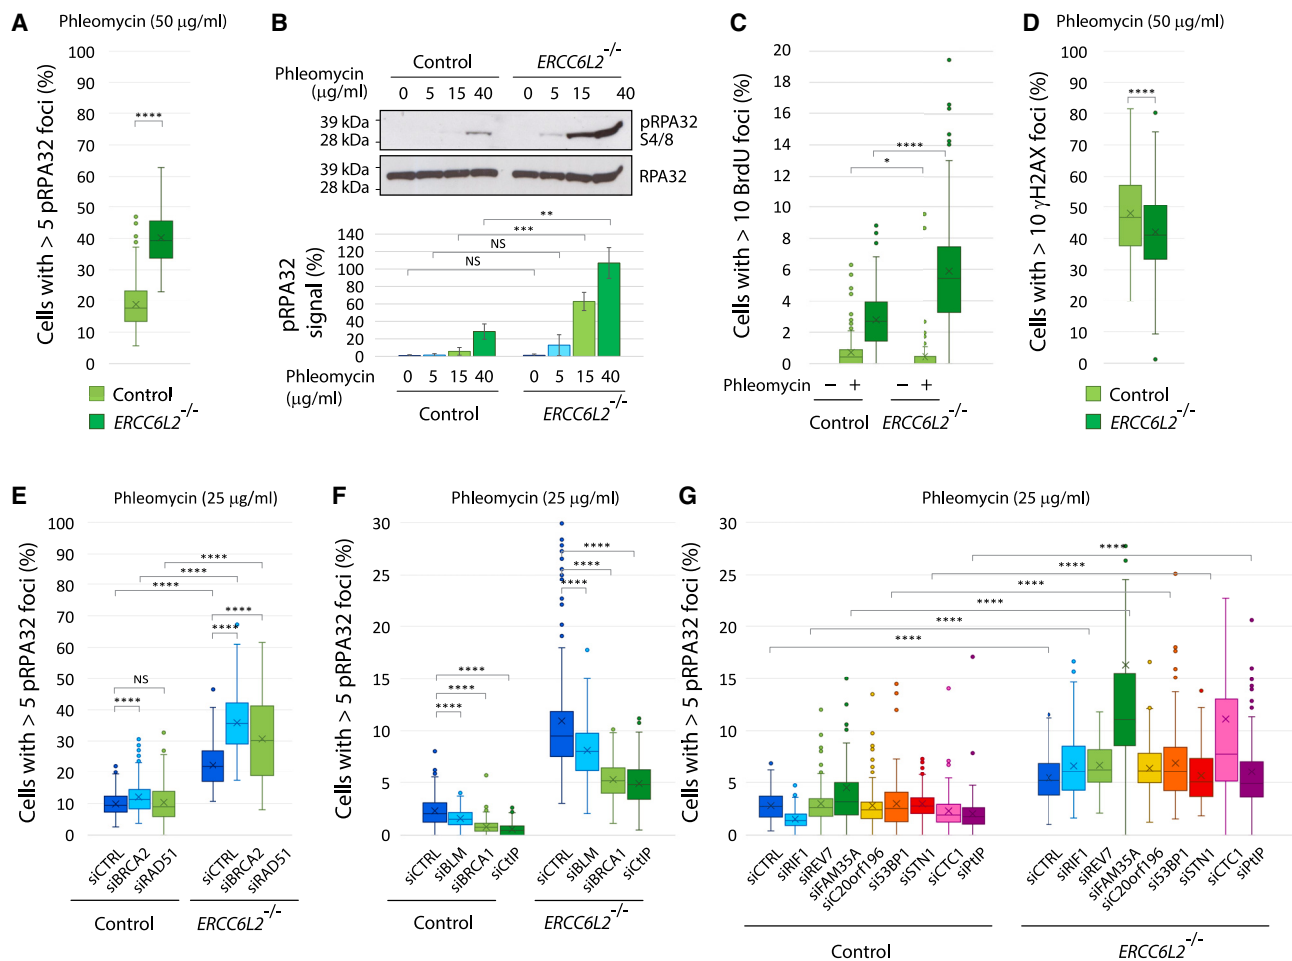 A
Phleomycin (50 µg/ml)
Cells with > 5 pRPA32 foci (%)
100
90
80
70
60
50
40
30
20
10
0
****
Control
ERCC6L2−/−
B
Control
ERCC6L2−/−
Phleomycin
(µg/ml)
0 5 15 40 0 5 15 40
39 kDa
28 kDa
pRPA32
S4/8
39 kDa
28 kDa
RPA32
pRPA32
signal (%)
140
120
100
80
60
40
20
0
**
***
NS
NS
Phleomycin
(µg/ml)
0 5 15 40 0 5 15 40
Control
ERCC6L2−/−
C
Cells with > 10 BrdU foci (%)
20
18
16
14
12
10
8
6
4
2
0
****
*
Phleomycin − + − +
Control ERCC6L2−/−
D
Phleomycin (50 µg/ml)
Cells with > 10 γH2AX foci (%)
100
90
80
70
60
50
40
30
20
10
0
****
Control
ERCC6L2−/−
E
Phleomycin (25 µg/ml)
Cells with > 5 pRPA32 foci (%)
100
90
80
70
60
50
40
30
20
10
0
****
****
****
****
****
NS
****
siCTRL
siBRCA2
siRAD51
siCTRL
siBRCA2
siRAD51
Control
ERCC6L2−/−
F
Phleomycin (25 µg/ml)
Cells with > 5 pRPA32 foci (%)
30
25
20
15
10
5
0
****
****
****
****
****
****
siCTRL
siBLM
siBRCA1
siCtIP
siCTRL
siBLM
siBRCA1
siCtIP
Control
ERCC6L2−/−
G
Phleomycin (25 µg/ml)
Cells with > 5 pRPA32 foci (%)
30
25
20
15
10
5
0
****
****
****
****
****
****
siCTRL
siRIF1
siREV7
siFAM35A
siC20orf196
si53BP1
siSTN1
siCTC1
siPtIP
siCTRL
siRIF1
siREV7
siFAM35A
siC20orf196
si53BP1
siSTN1
siCTC1
siPtIP
Control
ERCC6L2−/−